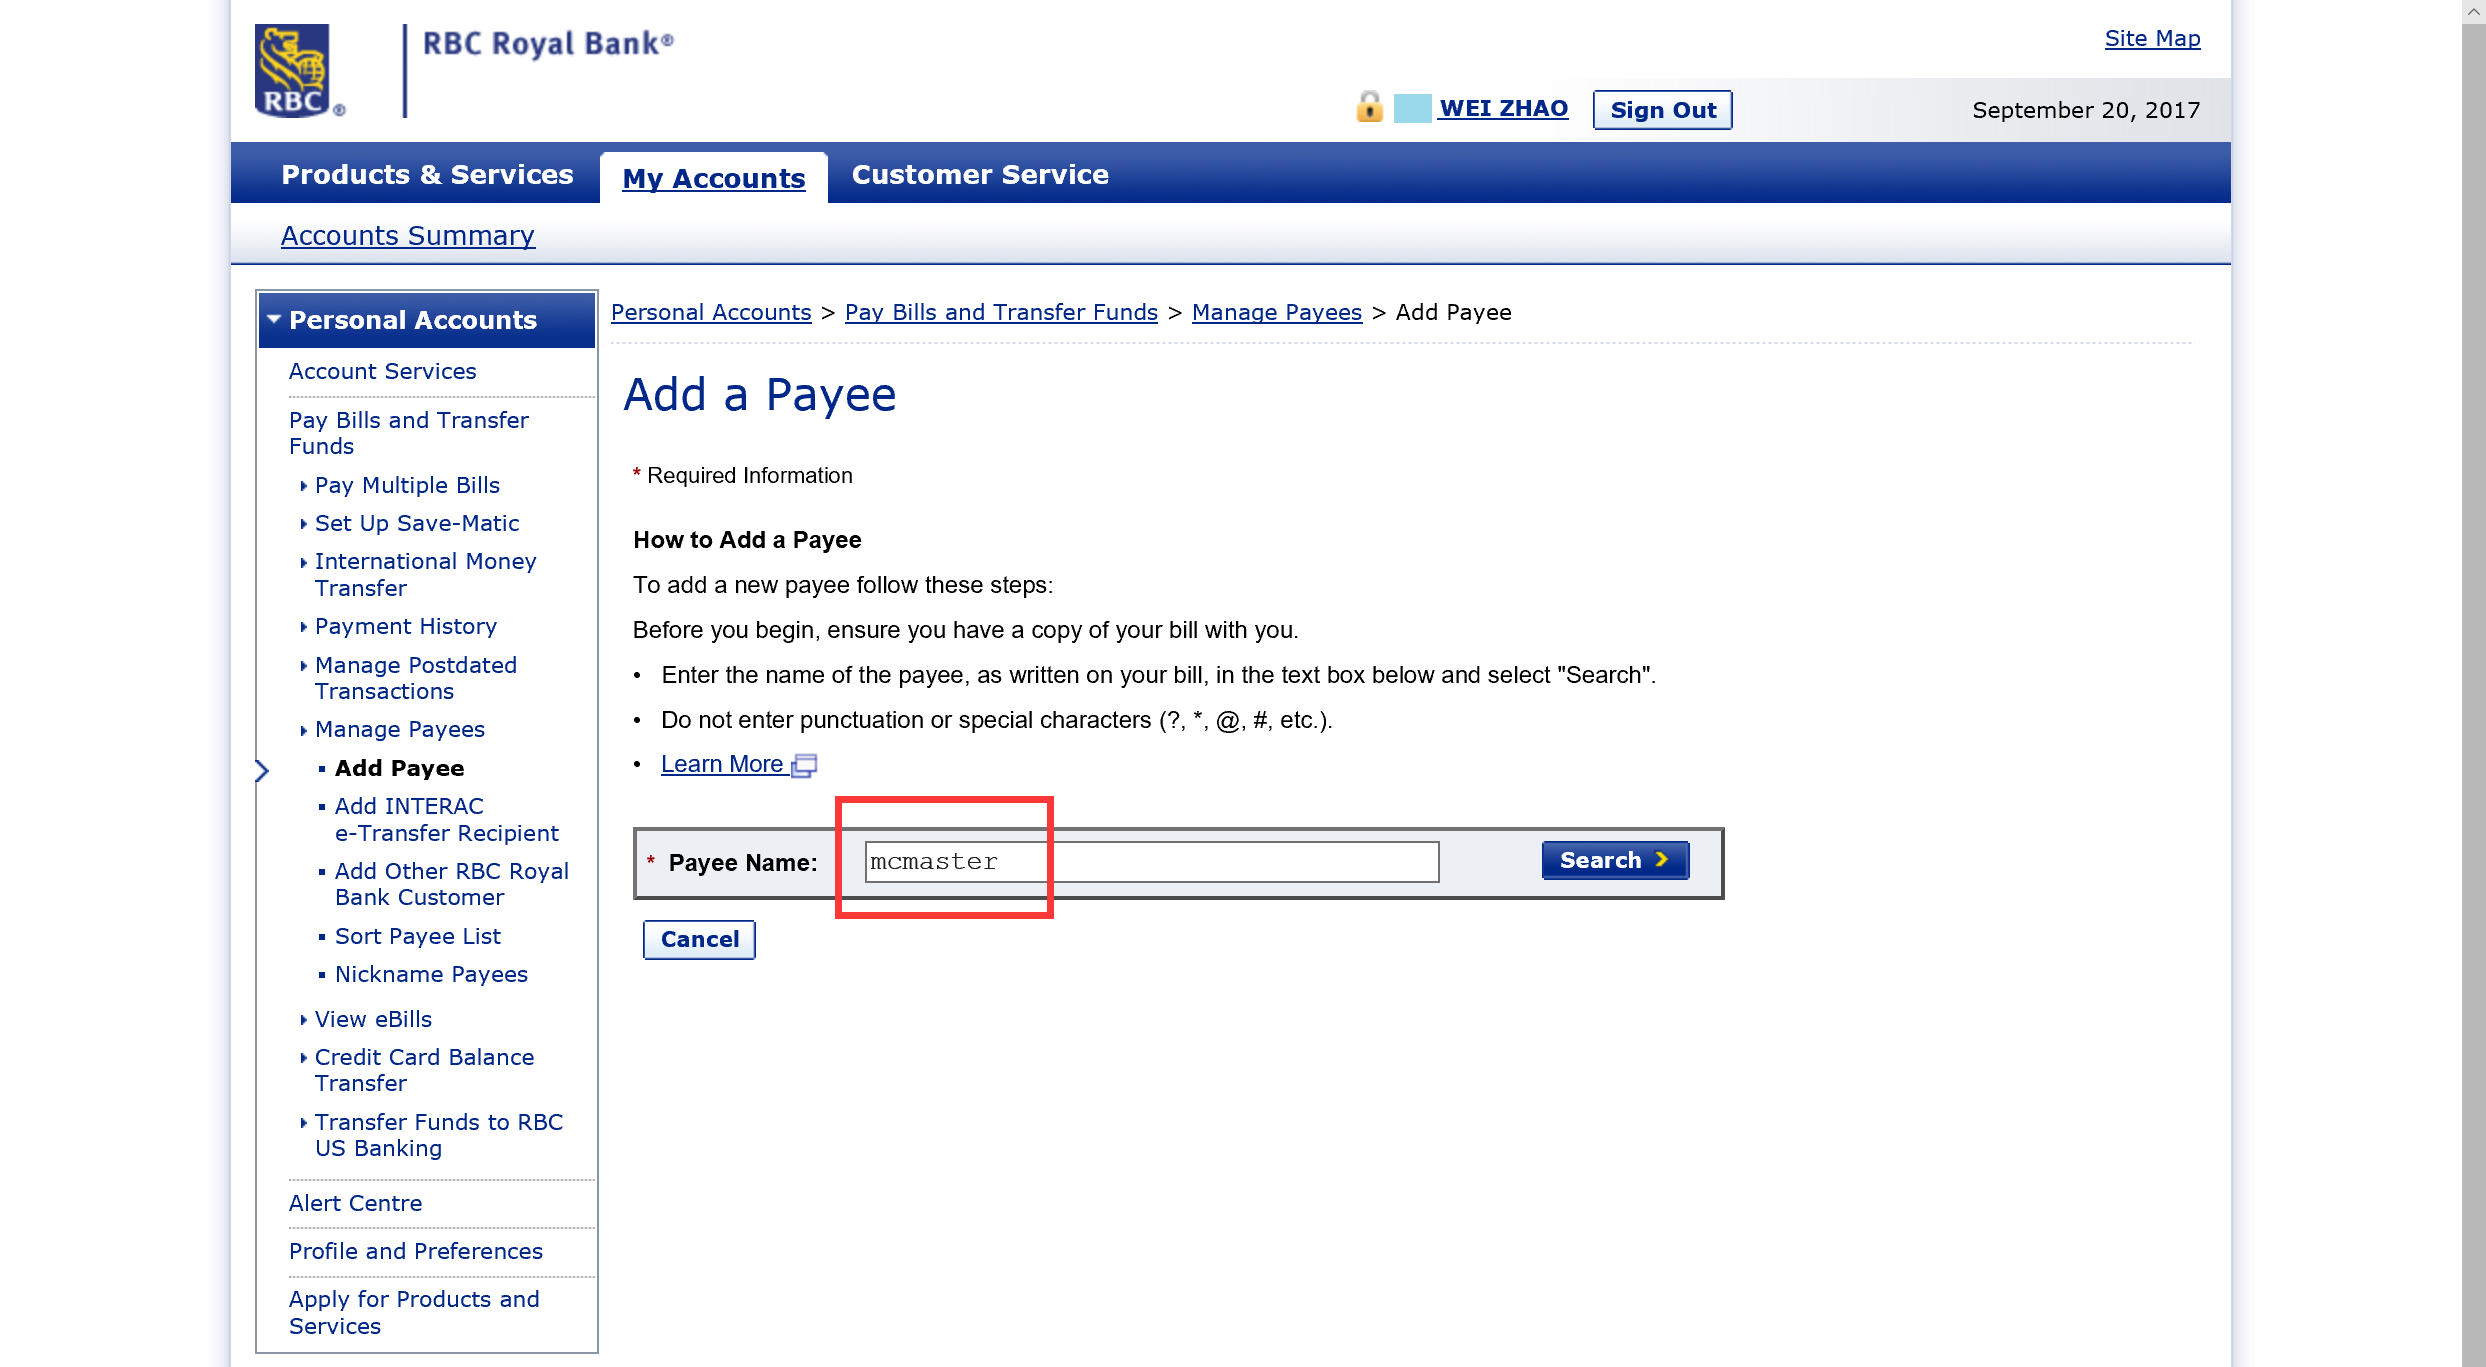 RBC Royal Bank®
RBC ®
Site Map
WEI ZHAO
Sign Out
September 20, 2017
Products & Services
My Accounts
Customer Service
Accounts Summary
Personal Accounts
Account Services
Pay Bills and Transfer
Funds
Pay Multiple Bills
Set Up Save-Matic
International Money
Transfer
Payment History
Manage Postdated
Transactions
Manage Payees
Add Payee
Add INTERAC
e-Transfer Recipient
Add Other RBC Royal
Bank Customer
Sort Payee List
Nickname Payees
View eBills
Credit Card Balance
Transfer
Transfer Funds to RBC
US Banking
Alert Centre
Profile and Preferences
Apply for Products and
Services
Personal Accounts > Pay Bills and Transfer Funds > Manage Payees > Add Payee
Add a Payee
* Required Information
How to Add a Payee
To add a new payee follow these steps:
Before you begin, ensure you have a copy of your bill with you.
• Enter the name of the payee, as written on your bill, in the text box below and select "Search".
• Do not enter punctuation or special characters (?, *, @, #, etc.).
• Learn More
* Payee Name: mcmaster Search
Cancel